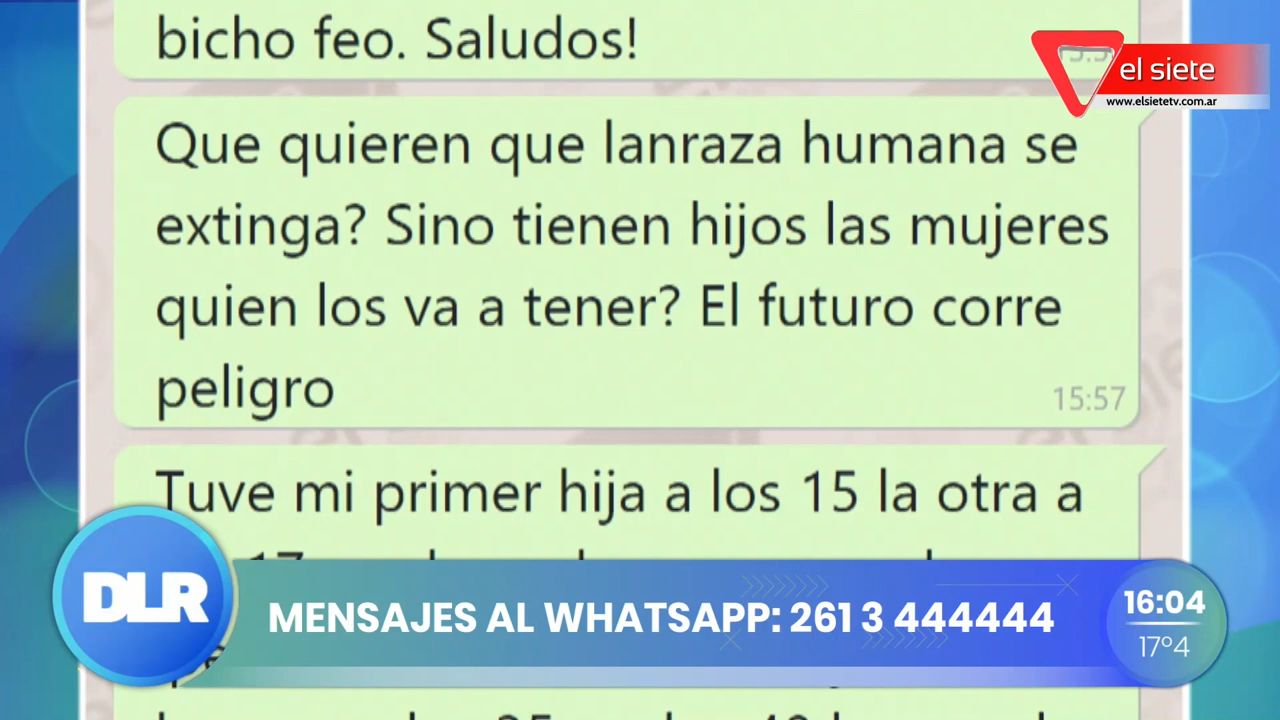 bicho feo. Saludos!
el siete
www.elsietetv.com.ar
Que quieren que lanraza humana se
extinga? Sino tienen hijos las mujeres
quien los va a tener? El futuro corre
peligro
15:57
Tuve mi primer hija a los 15 la otra a
17
DLR
MENSAJES AL WHATSAPP: 261 3 444444
16:04
17º4